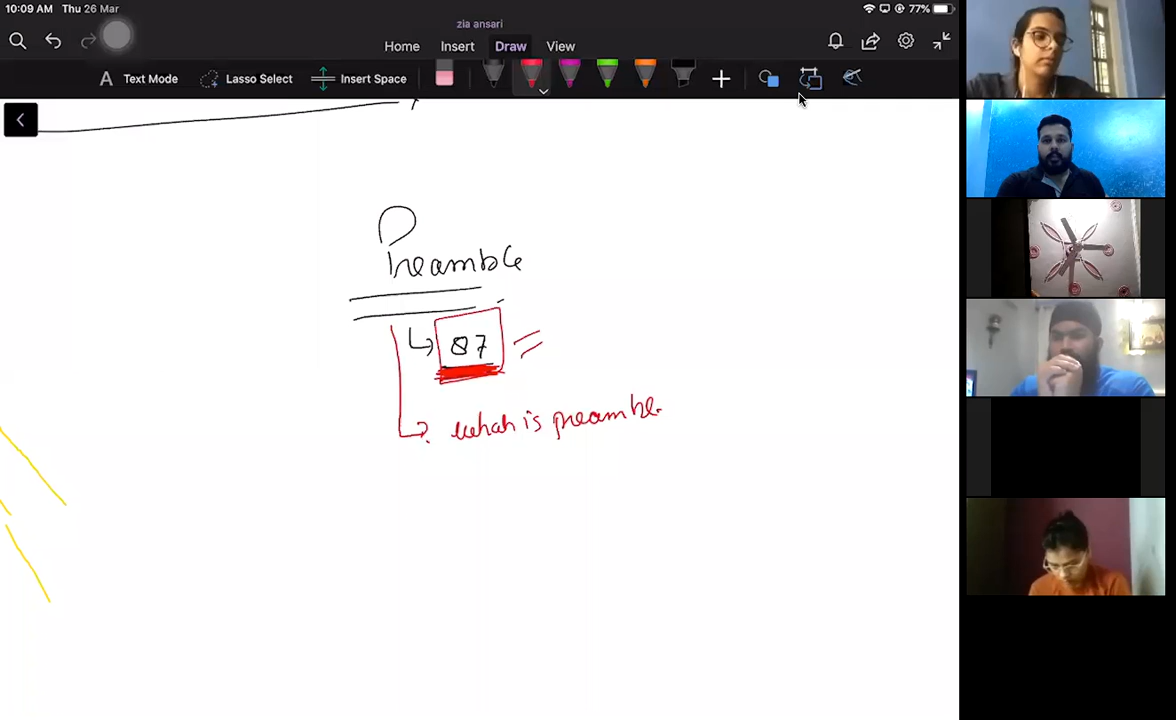 10:09 AM Thu 26 Mar
77%
zia ansari
Home Insert Draw View
Text Mode Lasso Select Insert Space
Preamble
87
what is preamble